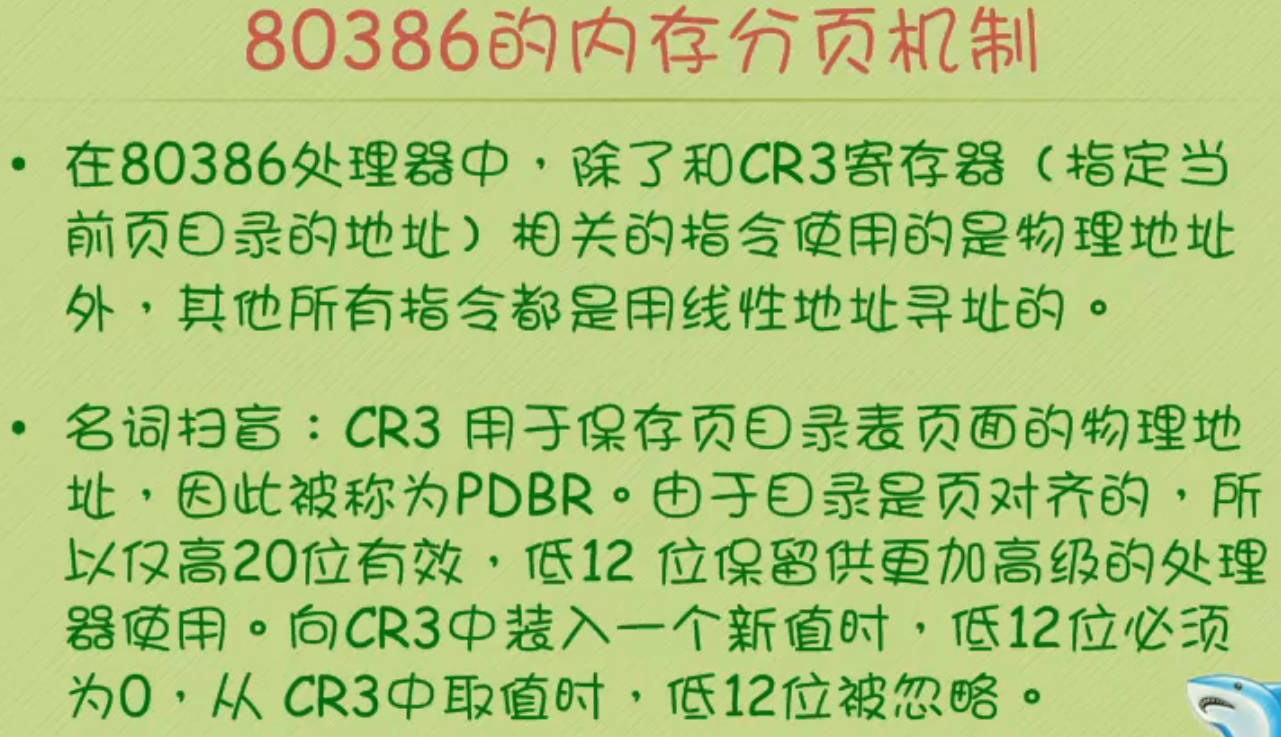 80386的内存分页机制
• 在80386处理器中，除了和CR3寄存器（指定当
前页目录的地址）相关的指令使用的是物理地址
外，其他所有指令都是用线性地址寻址的。
• 名词扫盲：CR3 用于保存页目录表页面的物理地
址，因此被称为PDBR。由于目录是页对齐的，所
以仅高20位有效，低12 位保留供更加高级的处理
器使用。向CR3中装入一个新值时，低12位必须
为0，从 CR3中取值时，低12位被忽略。